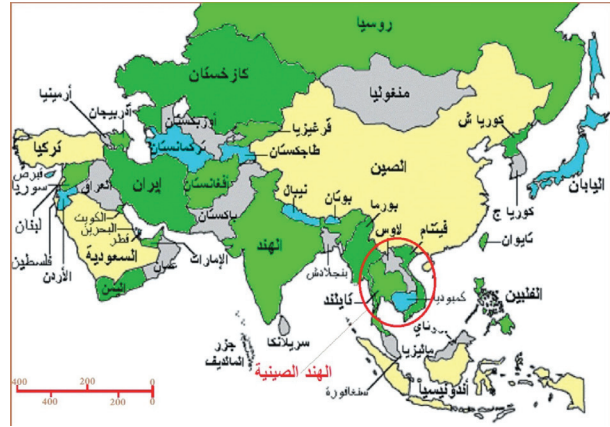 روسيا
كازخستان
منغوليا
أرمينيا
أذربيجان
أوزبكستان
قرغيزيا
كوريا ش
تركيا
تركمانستان
طاجكستان
الصين
اليابان
قبرص
سوريا
العراق
إيران
أفغانستان
نيبال
بوتان
بورما
كوريا ج
لبنان
الكويت
باكستان
لاوس
فيتنام
تايوان
البحرين
قطر
الهند
فلسطين
السعودية
الإمارات
بنجلادش
الأردن
عمان
اليمن
تايلند
كمبوديا
الفلبين
سريلانكا
جزر
المالديف
ماليزيا
الهند الصينية
سنغافورة
أندونيسيا
400 200 0
400 200 0